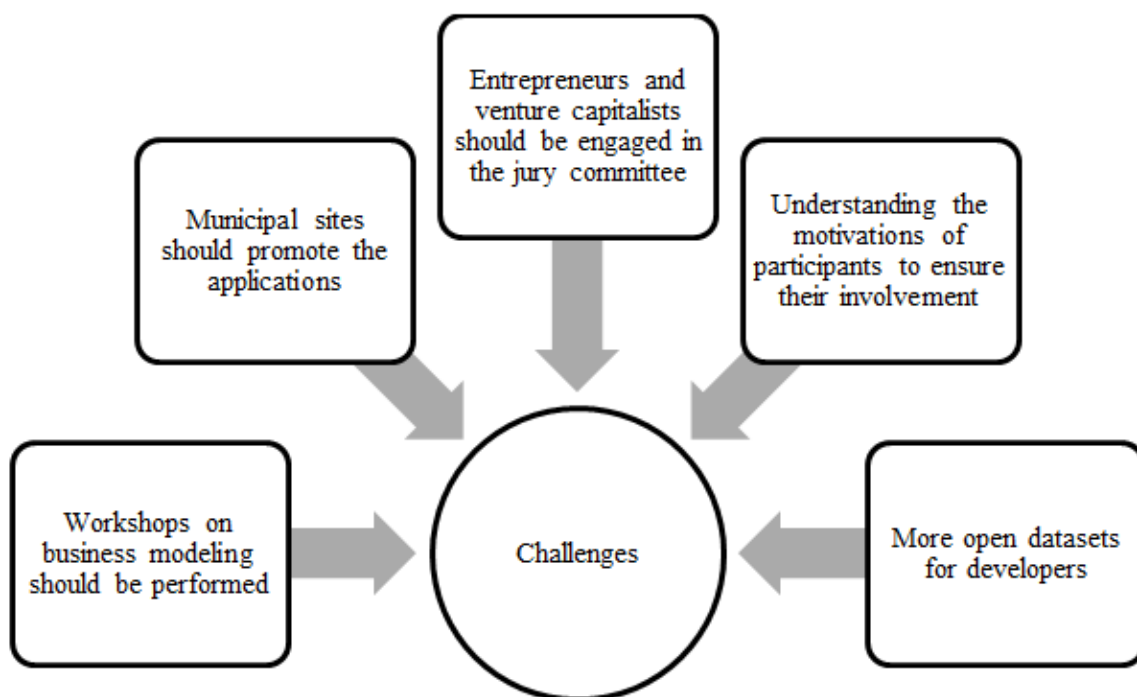 Entrepreneurs and
venture capitalists
should be engaged in
the jury committee
Municipal sites
should promote the
applications
Understanding the
motivations of
participants to ensure
their involvement
Workshops on
business modeling
should be performed
Challenges
More open datasets
for developers